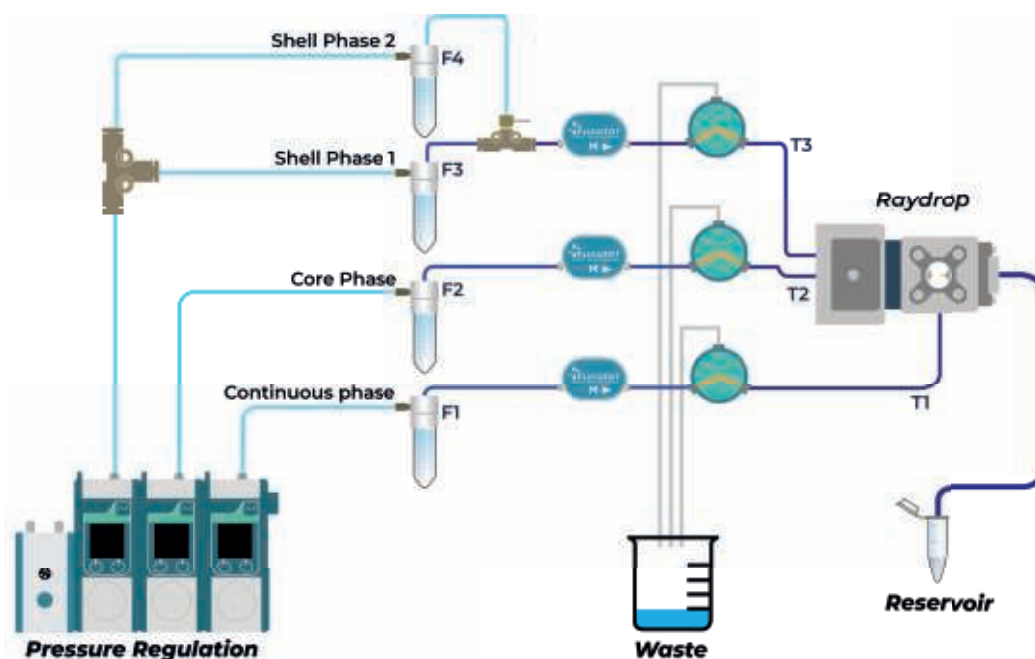 Shell Phase 2
F4
Shell Phase 1
F3
T3
Raydrop
Core Phase
F2
T2
Continuous phase
F1
T1
Reservoir
Pressure Regulation
Waste